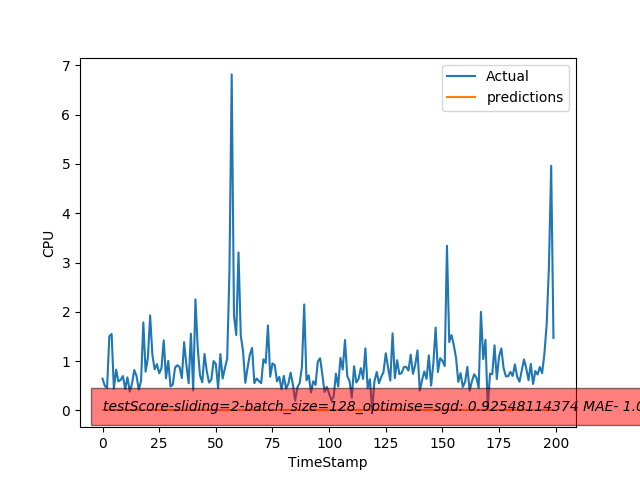 7
6
5
4
3
2
1
0
CPU
Actual
predictions
testScore-sliding=2-batch_size=128_optimise=sgd: 0.92548114374 MAE- 1.0
0 25 50 75 100 125 150 175 200
TimeStamp